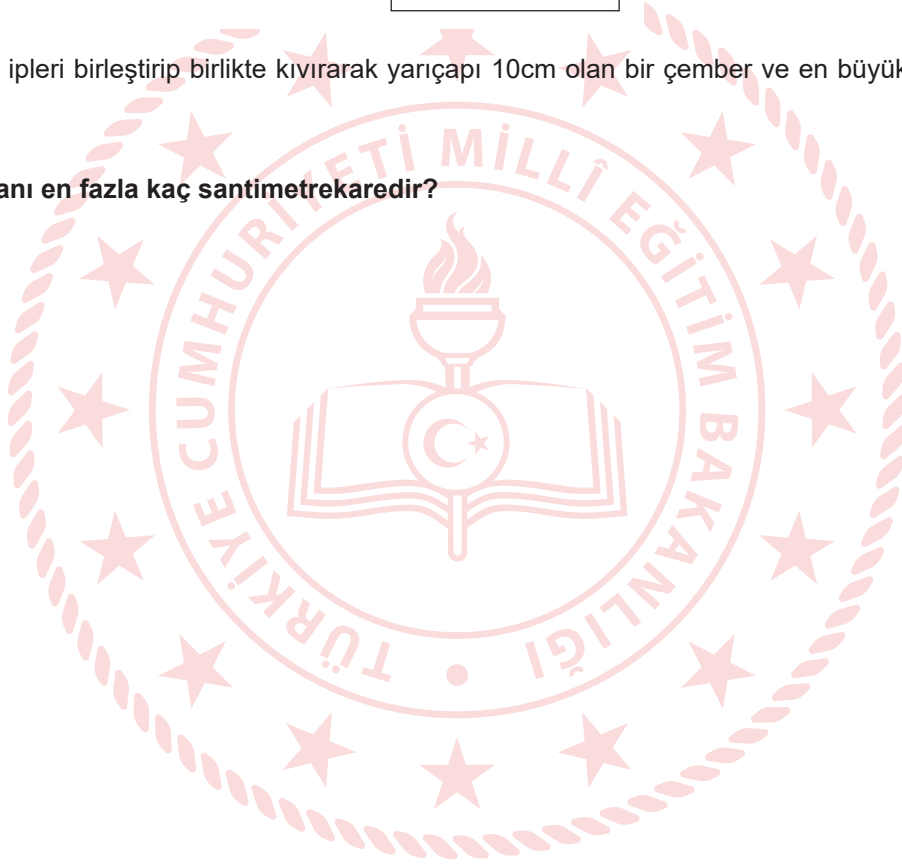 ipleri birleştirip birlikte kıvırarak yarıçapı 10cm olan bir çember ve en büyük
anı en fazla kaç santimetrekaredir?
TÜRKİYE CUMHURİYETİ MİLLÎ EĞİTİM BAKANLIĞI